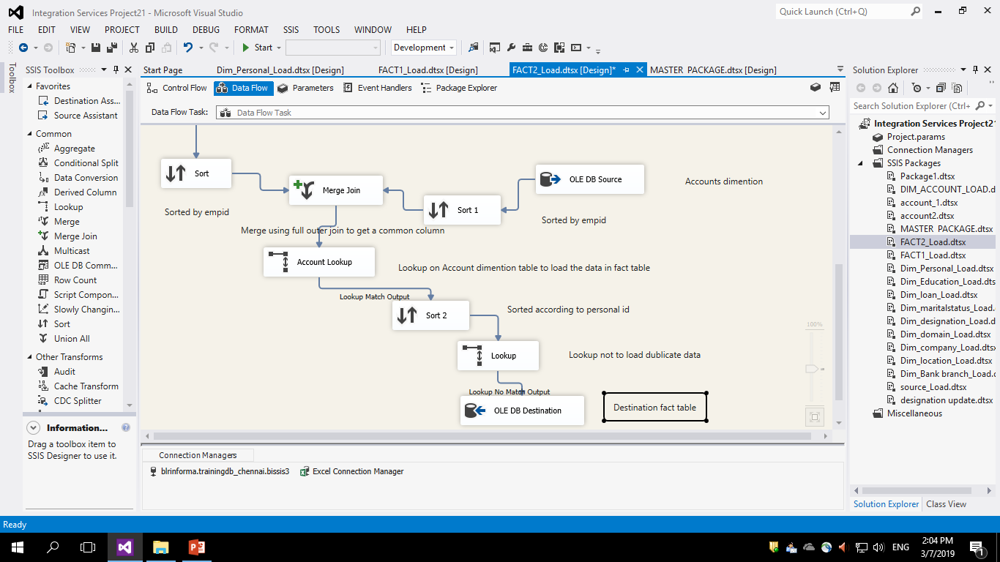 Integration Services Project21 - Microsoft Visual Studio
Quick Launch (Ctrl+Q)
FILE EDIT VIEW PROJECT BUILD DEBUG FORMAT SSIS TOOLS WINDOW HELP
Start Development
Toolbox
SSIS Toolbox
Favorites
Destination Ass...
Source Assistant
Common
Aggregate
Conditional Split
Data Conversion
Derived Column
Lookup
Merge
Merge Join
Multicast
OLE DB Comm...
Row Count
Script Compon...
Slowly Changin...
Sort
Union All
Other Transforms
Audit
Cache Transform
CDC Splitter
Information...
Drag a toolbox item to
SSIS Designer to use it.
Start Page Dim_Personal_Load.dtsx [Design] FACT1_Load.dtsx [Design] FACT2_Load.dtsx [Design]* MASTER PACKAGE.dtsx [Design]
Control Flow Data Flow Parameters Event Handlers Package Explorer
Data Flow Task: Data Flow Task
Sort
Merge Join
OLE DB Source
Accounts dimention
Sorted by empid
Sort 1
Sorted by empid
Merge using full outer join to get a common column
Account Lookup
Lookup on Account dimention table to load the data in fact table
Lookup Match Output
Sort 2
Sorted according to personal id
100%
Lookup
Lookup not to load dublicate data
Lookup No Match Output
OLE DB Destination
Destination fact table
Connection Managers
blrinforma.trainingdb_chennai.bissis3 Excel Connection Manager
Solution Explorer
Search Solution Explorer (Ctrl+
Integration Services Project21
Project.params
Connection Managers
SSIS Packages
Package1.dtsx
DIM_ACCOUNT_LOAD.d
account_1.dtsx
account2.dtsx
MASTER PACKAGE.dtsx
FACT2_Load.dtsx
FACT1_Load.dtsx
Dim_Personal_Load.dtsx
Dim_Education_Load.dts
Dim_loan_Load.dtsx
Dim_maritalstatus_Load.
Dim_designation_Load.d
Dim_domain_Load.dtsx
Dim_company_Load.dtsx
Dim_location_Load.dtsx
Dim_Bank branch_Load.d
source_Load.dtsx
designation update.dtsx
Miscellaneous
Solution Explorer Class View
Ready
ENG
2:04 PM
3/7/2019
1